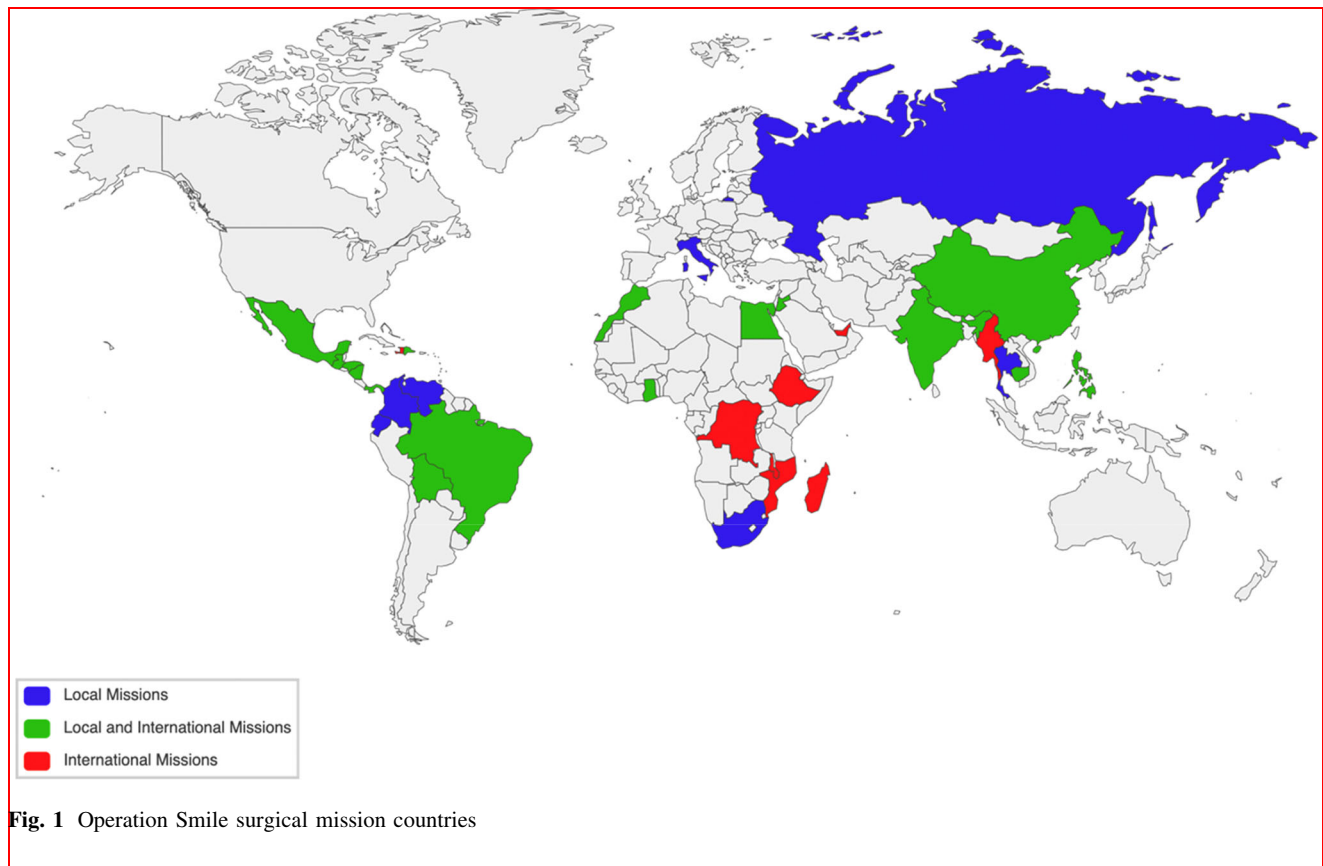 Local Missions
Local and International Missions
International Missions
Fig. 1 Operation Smile surgical mission countries